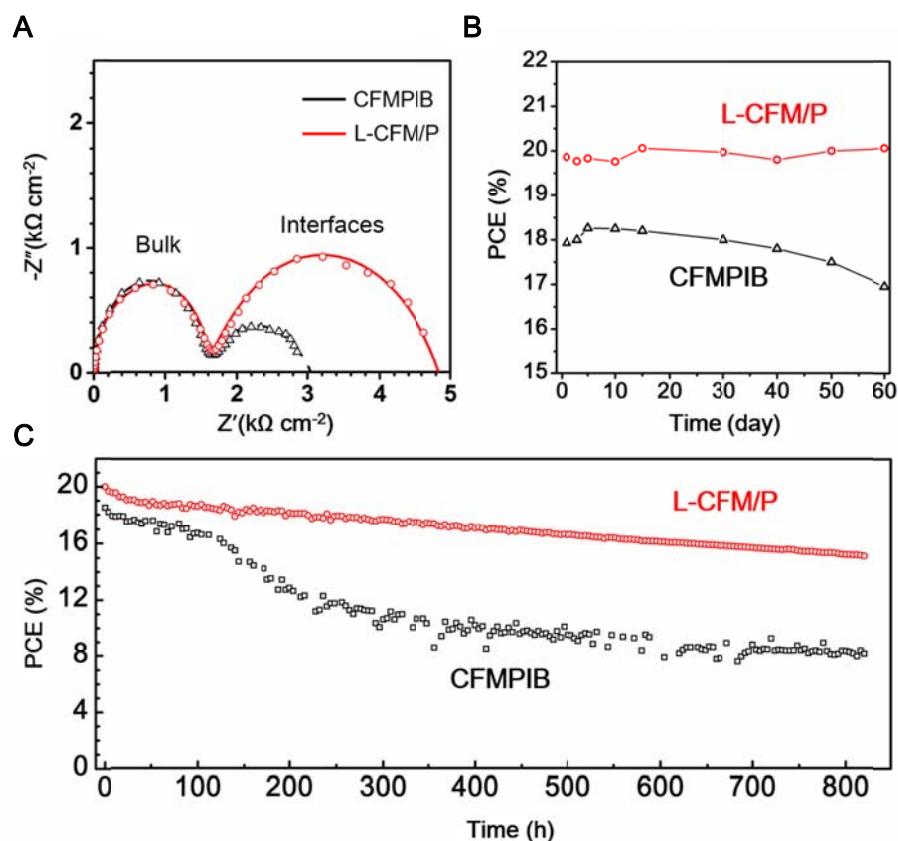 A
2
1
0
-Z″(kΩ cm⁻²)
CFMPIB
L-CFM/P
Bulk
Interfaces
0 1 2 3 4 5
Z′(kΩ cm⁻²)
B
22
21
20
19
18
17
16
15
PCE (%)
L-CFM/P
CFMPIB
0 10 20 30 40 50 60
Time (day)
C
20
16
12
8
4
0
PCE (%)
L-CFM/P
CFMPIB
0 100 200 300 400 500 600 700 800
Time (h)